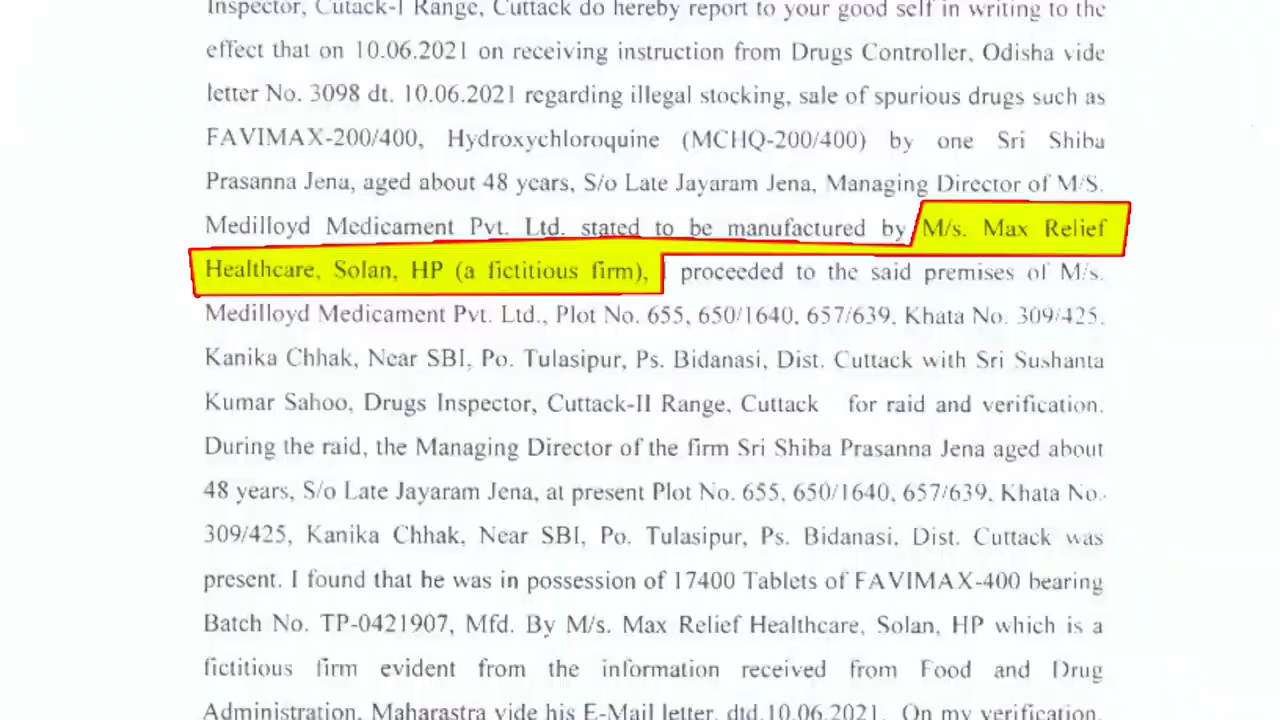 Inspector, Cutack-I Range, Cuttack do hereby report to your good self in writing to the
effect that on 10.06.2021 on receiving instruction from Drugs Controller, Odisha vide
letter No. 3098 dt. 10.06.2021 regarding illegal stocking, sale of spurious drugs such as
FAVIMAX-200/400, Hydroxychloroquine (MCHQ-200/400) by one Sri Shiba
Prasanna Jena, aged about 48 years, S/o Late Jayaram Jena, Managing Director of M/S.
Medilloyd Medicament Pvt. Ltd. stated to be manufactured by M/s. Max Relief
Healthcare, Solan, HP (a fictitious firm), I proceeded to the said premises of M/s.
Medilloyd Medicament Pvt. Ltd., Plot No. 655, 650/1640, 657/639, Khata No. 309/425,
Kanika Chhak, Near SBI, Po. Tulasipur, Ps. Bidanasi, Dist. Cuttack with Sri Sushanta
Kumar Sahoo, Drugs Inspector, Cuttack-II Range, Cuttack for raid and verification.
During the raid, the Managing Director of the firm Sri Shiba Prasanna Jena aged about
48 years, S/o Late Jayaram Jena, at present Plot No. 655, 650/1640, 657/639, Khata No.
309/425, Kanika Chhak, Near SBI, Po. Tulasipur, Ps. Bidanasi, Dist. Cuttack was
present. I found that he was in possession of 17400 Tablets of FAVIMAX-400 bearing
Batch No. TP-0421907, Mfd. By M/s. Max Relief Healthcare, Solan, HP which is a
fictitious firm evident from the information received from Food and Drug
Administration, Maharastra vide his E-Mail letter, dtd.10.06.2021. On my verification,